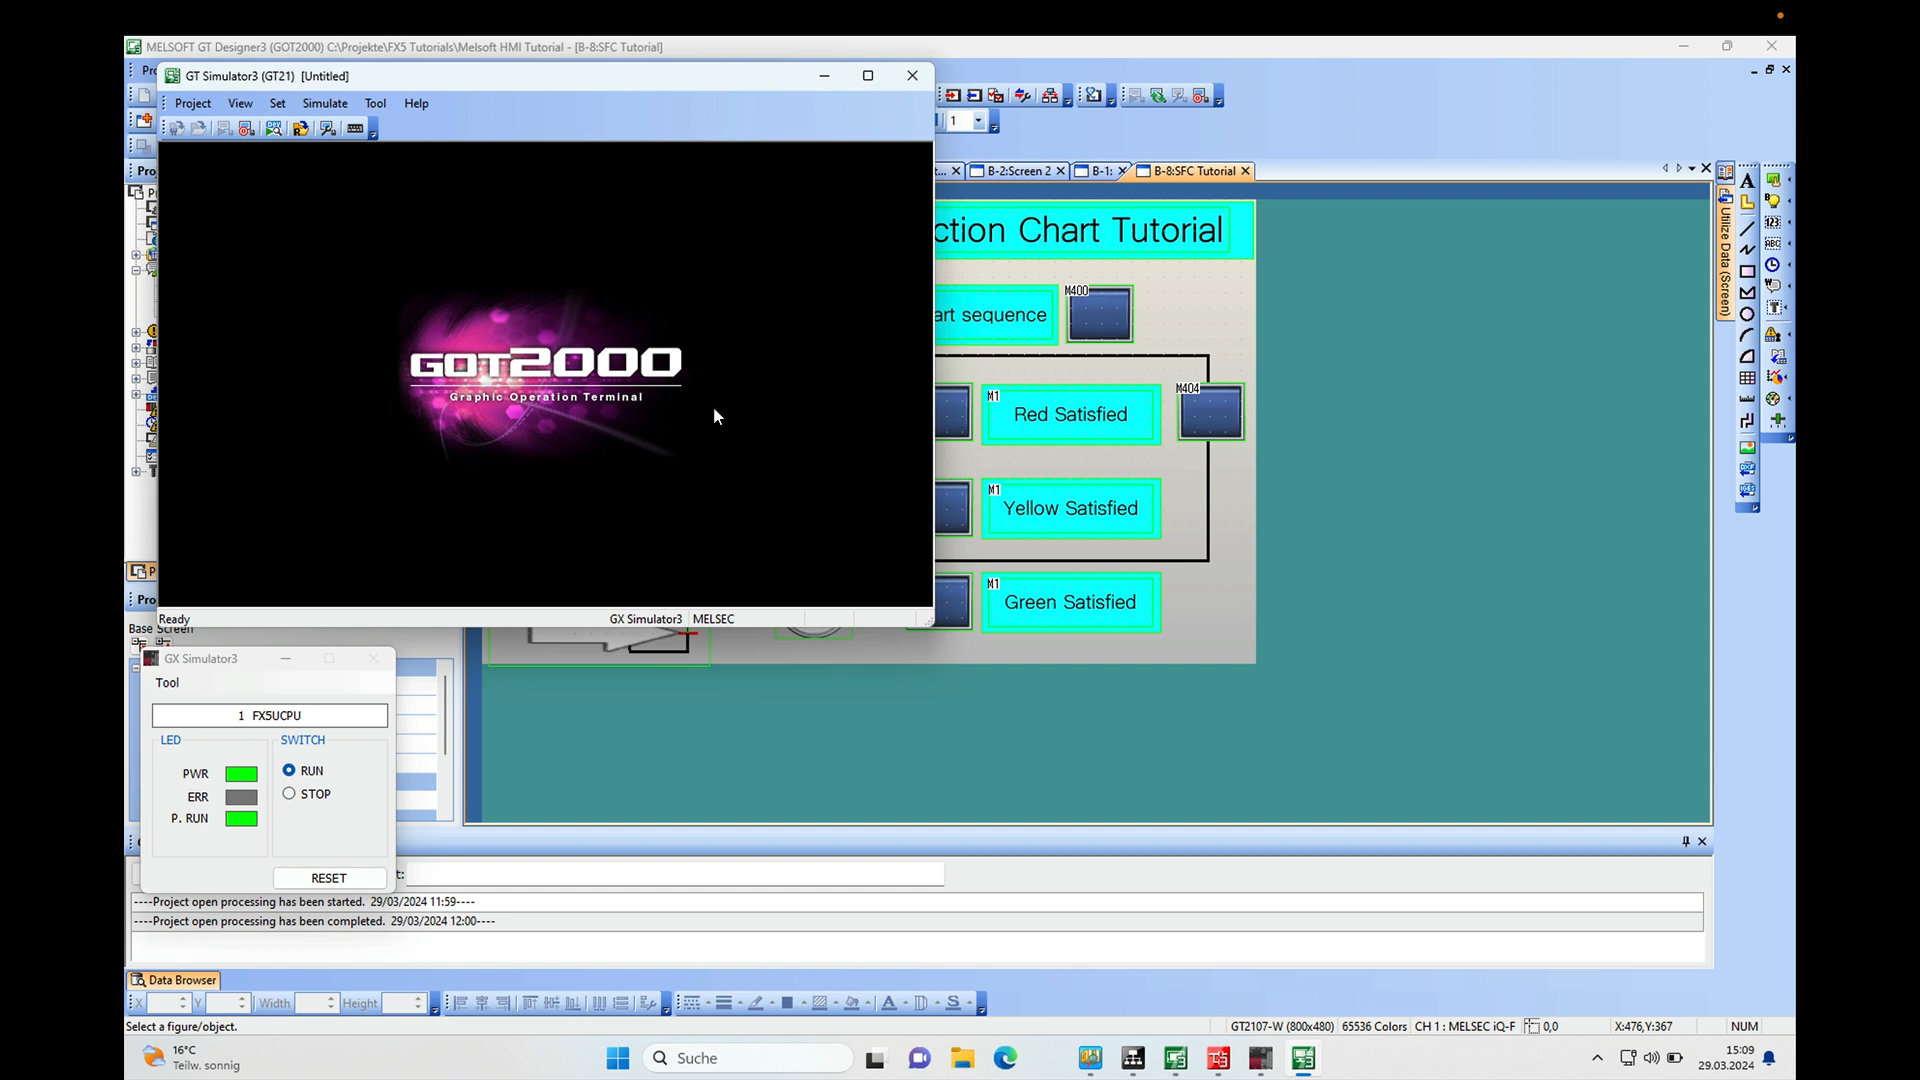 MELSOFT GT Designer3 (GOT2000) C:\Projekte\FX5 Tutorials\Melsoft HMI Tutorial - [B-8:SFC Tutorial]
GT Simulator3 (GT21) [Untitled]
Project View Set Simulate Tool Help
1
B-2:Screen 2 B-1: B-8:SFC Tutorial
Utilize Data (Screen)
ction Chart Tutorial
M400
art sequence
GOT2000
Graphic Operation Terminal
M1
Red Satisfied
M404
M1
Yellow Satisfied
M1
Green Satisfied
Ready GX Simulator3 MELSEC
Base Screen
GX Simulator3
Tool
1 FX5UCPU
LED SWITCH
PWR RUN
ERR STOP
P. RUN
RESET
t:
----Project open processing has been started. 29/03/2024 11:59----
----Project open processing has been completed. 29/03/2024 12:00----
Data Browser
X Y Width Height
Select a figure/object. GT2107-W (800x480) 65536 Colors CH 1 : MELSEC iQ-F 0,0 X:476,Y:367 NUM
16°C
Teilw. sonnig
Suche
15:09
29.03.2024